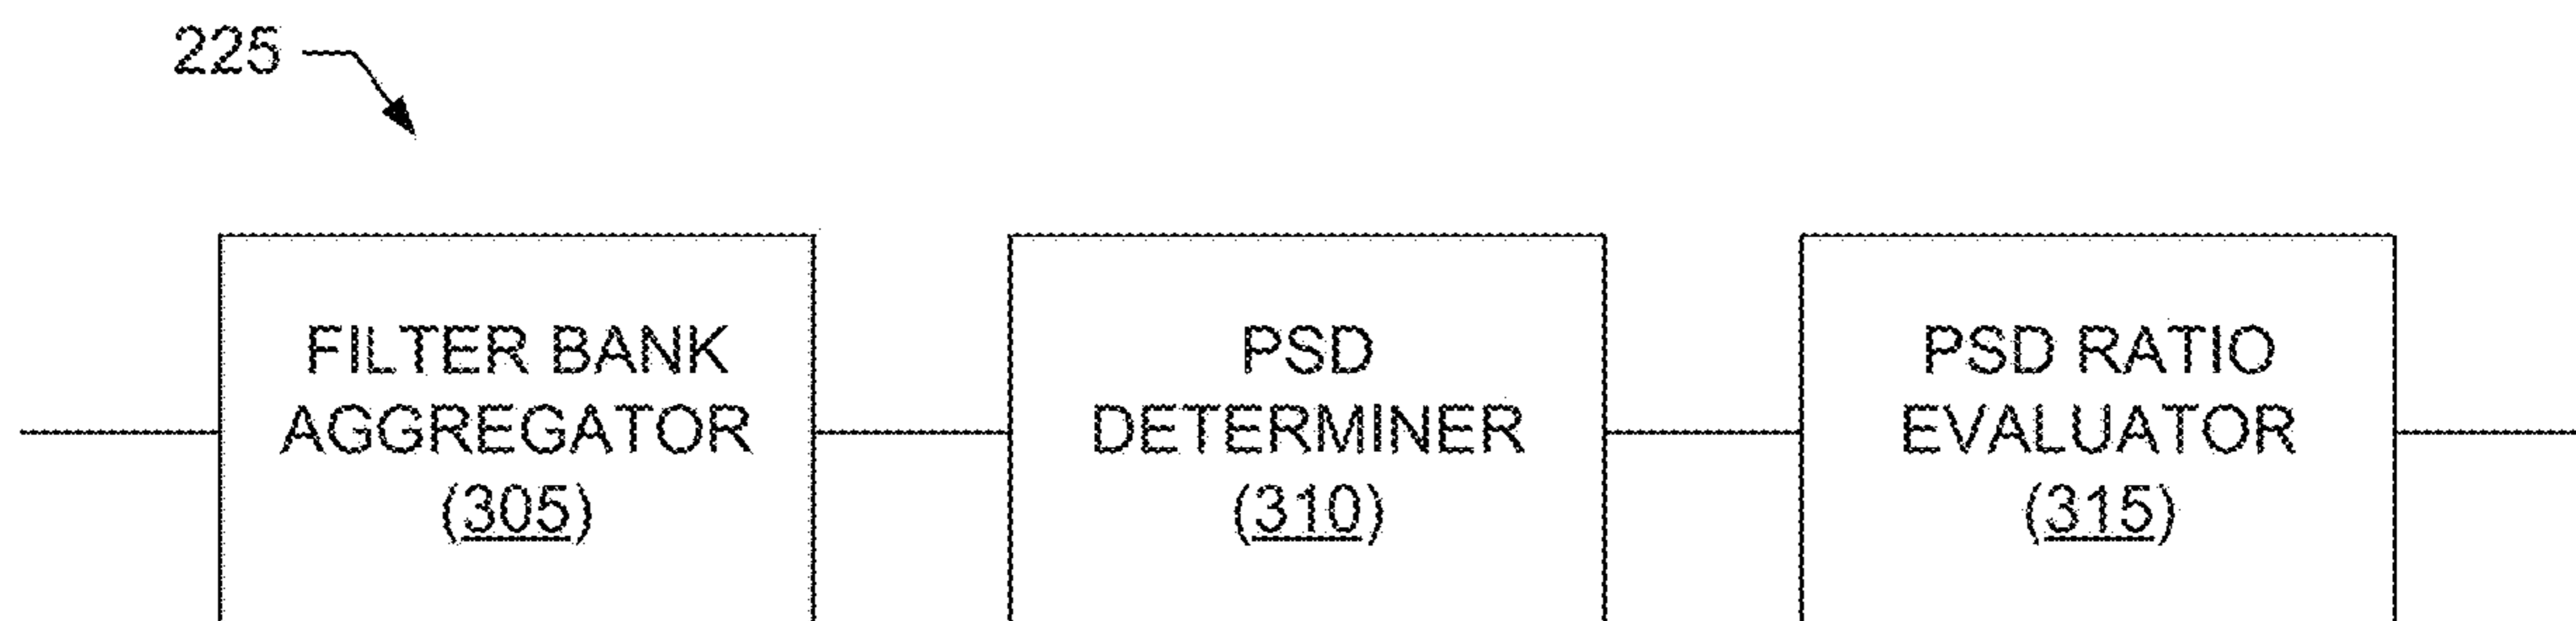 225
FILTER BANK
AGGREGATOR
(305)
PSD
DETERMINER
(310)
PSD RATIO
EVALUATOR
(315)